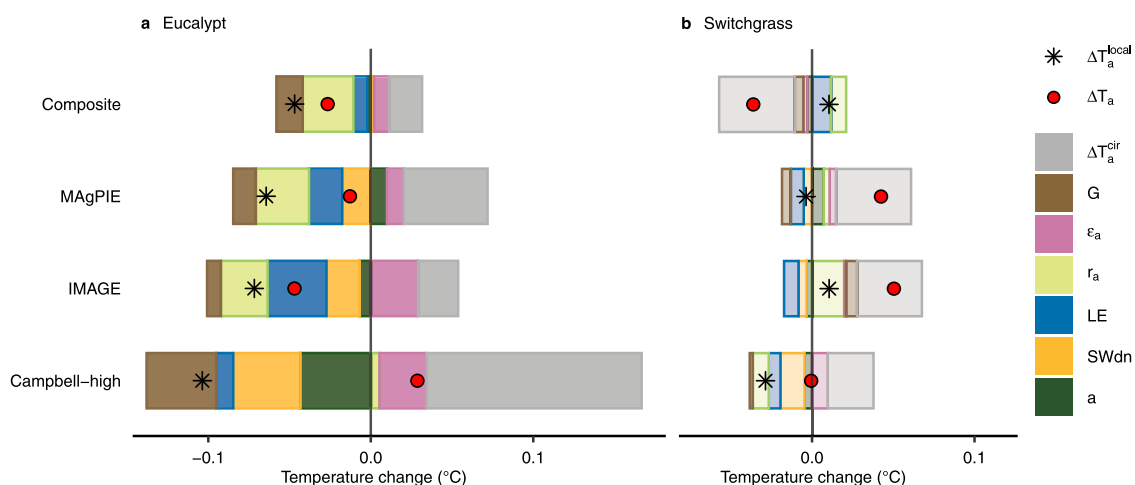 a Eucalypt
b Switchgrass
Composite
MAgPIE
IMAGE
Campbell−high
−0.1 0.0 0.1
Temperature change (°C)
0.0 0.1
Temperature change (°C)
ΔT_a^local
ΔT_a
ΔT_a^cir
G
ε_a
r_a
LE
SWdn
a